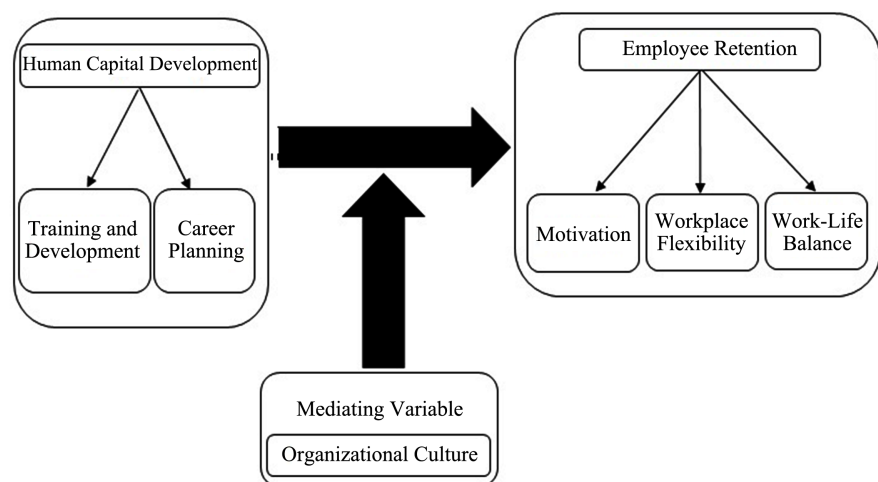 Human Capital Development
Training and
Development
Career
Planning
Employee Retention
Motivation
Workplace
Flexibility
Work-Life
Balance
Mediating Variable
Organizational Culture